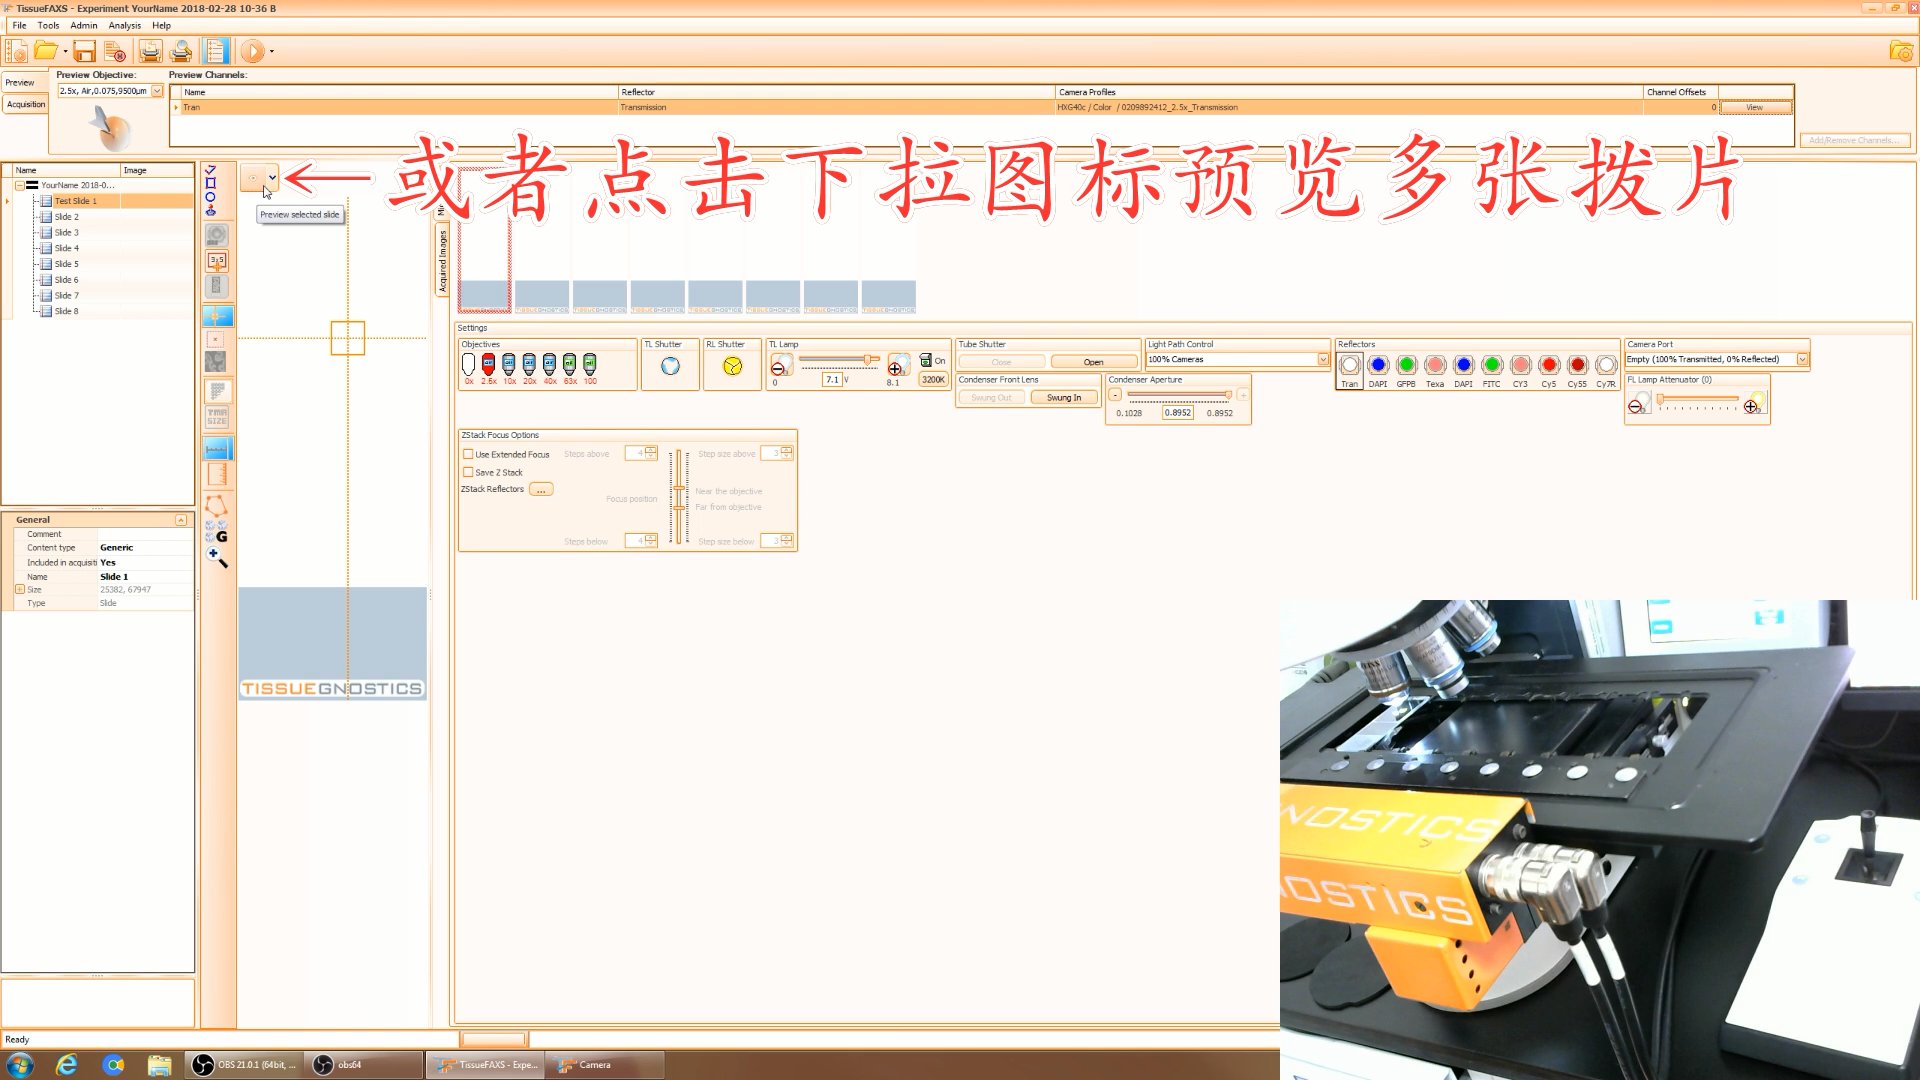 TissueFAXS - Experiment YourName 2018-02-28 10-36 B
File Tools Admin Analysis Help
Preview
Acquisition
Preview Objective:
2.5x, Air,0.075,9500µm
Preview Channels:
Name Reflector Camera Profiles Channel Offsets
Tran Transmission HXG40c / Color / 0209892412_2.5x_Transmission 0 View
Add/Remove Channels...
或者点击下拉图标预览多张拨片
Preview selected slide
Name Image
YourName 2018-0...
Test Slide 1
Slide 2
Slide 3
Slide 4
Slide 5
Slide 6
Slide 7
Slide 8
TMA
SIZE
G
Acquired Images
General
Comment
Content type Generic
Included in acquisiti Yes
Name Slide 1
Size 25382, 67947
Type Slide
TISSUEGNOSTICS
Settings
Objectives
0x 2.5x 10x 20x 40x 63x 100
TL Shutter
RL Shutter
TL Lamp
0 7.1 V 8.1
On
3200K
Tube Shutter
Close Open
Condenser Front Lens
Swung Out Swung In
Light Path Control
100% Cameras
Condenser Aperture
- +
0.1028 0.8952 0.8952
Reflectors
Tran DAPI GFPB Texa DAPI FITC CY3 Cy5 Cy55 Cy7R
Camera Port
Empty (100% Transmitted, 0% Reflected)
FL Lamp Attenuator (0)
ZStack Focus Options
Use Extended Focus
Save Z Stack
ZStack Reflectors ...
Steps above 4
Step size above 3
Focus position
Near the objective
Far from objective
Steps below 4
Step size below 3
NOSTICS
NOSTICS
Ready
OBS 21.0.1 (64bit, ...
obs64
TissueFAXS - Expe...
Camera